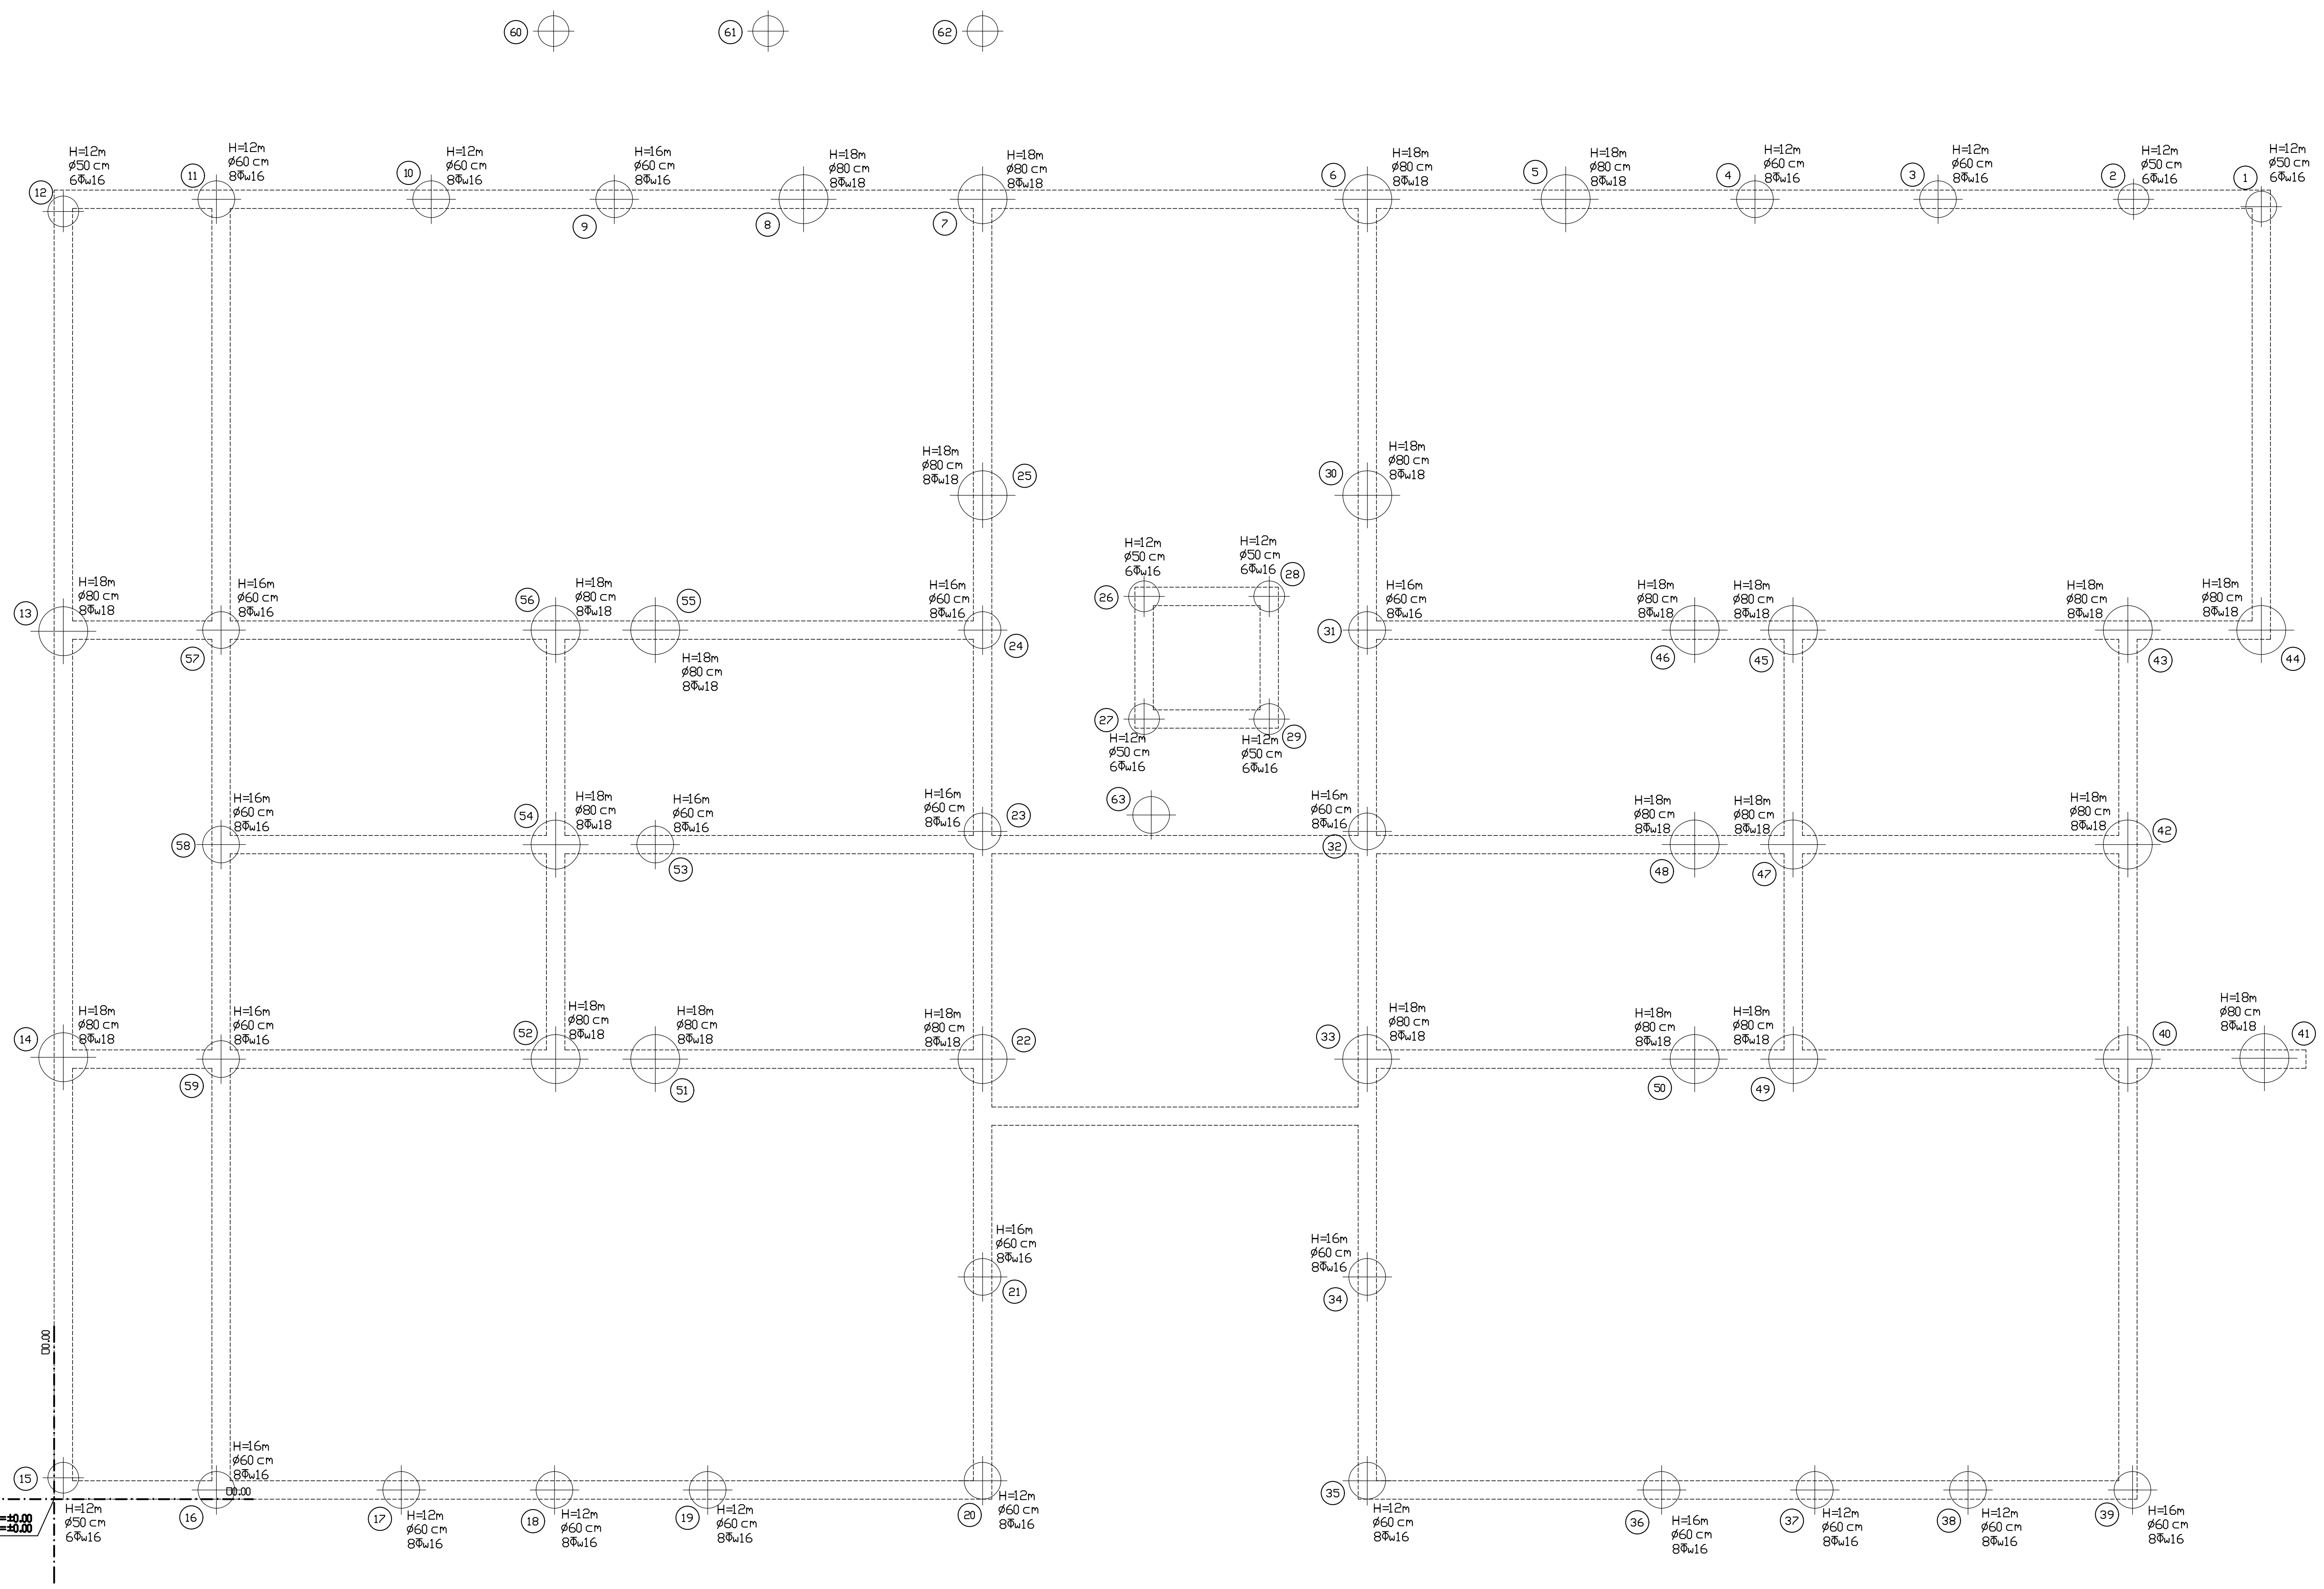 60
61
62
H=12m
ø50 cm
6Φw16
12
H=12m
ø60 cm
8Φw16
11
H=12m
ø60 cm
8Φw16
10
H=16m
ø60 cm
8Φw16
9
H=18m
ø80 cm
8Φw18
8
H=18m
ø80 cm
8Φw18
7
H=18m
ø80 cm
8Φw18
6
H=18m
ø80 cm
8Φw18
5
H=12m
ø60 cm
8Φw16
4
H=12m
ø60 cm
8Φw16
3
H=12m
ø50 cm
6Φw16
2
H=12m
ø50 cm
6Φw16
1
H=18m
ø80 cm
8Φw18
25
H=18m
ø80 cm
8Φw18
30
H=12m
ø50 cm
6Φw16
26
H=12m
ø50 cm
6Φw16
28
H=18m
ø80 cm
8Φw18
13
H=16m
ø60 cm
8Φw16
57
H=18m
ø80 cm
8Φw18
56
55
H=18m
ø80 cm
8Φw18
H=16m
ø60 cm
8Φw16
24
H=16m
ø60 cm
8Φw16
31
H=18m
ø80 cm
8Φw18
46
H=18m
ø80 cm
8Φw18
45
H=18m
ø80 cm
8Φw18
43
H=18m
ø80 cm
8Φw18
44
27
H=12m
ø50 cm
6Φw16
29
H=12m
ø50 cm
6Φw16
H=16m
ø60 cm
8Φw16
58
H=18m
ø80 cm
8Φw18
54
H=16m
ø60 cm
8Φw16
53
H=16m
ø60 cm
8Φw16
23
63
H=16m
ø60 cm
8Φw16
32
H=18m
ø80 cm
8Φw18
48
H=18m
ø80 cm
8Φw18
47
H=18m
ø80 cm
8Φw18
42
H=18m
ø80 cm
8Φw18
14
H=16m
ø60 cm
8Φw16
59
H=18m
ø80 cm
8Φw18
52
H=18m
ø80 cm
8Φw18
51
H=18m
ø80 cm
8Φw18
22
H=18m
ø80 cm
8Φw18
33
H=18m
ø80 cm
8Φw18
50
H=18m
ø80 cm
8Φw18
49
40
H=18m
ø80 cm
8Φw18
41
H=16m
ø60 cm
8Φw16
21
H=16m
ø60 cm
8Φw16
34
□0.00
15
H=12m
ø50 cm
6Φw16
H=16m
ø60 cm
8Φw16
□0.00
16
=±0.00
=±0.00
17
H=12m
ø60 cm
8Φw16
18
H=12m
ø60 cm
8Φw16
19
H=12m
ø60 cm
8Φw16
20
H=12m
ø60 cm
8Φw16
35
H=12m
ø60 cm
8Φw16
36
H=16m
ø60 cm
8Φw16
37
H=12m
ø60 cm
8Φw16
38
H=12m
ø60 cm
8Φw16
39
H=16m
ø60 cm
8Φw16